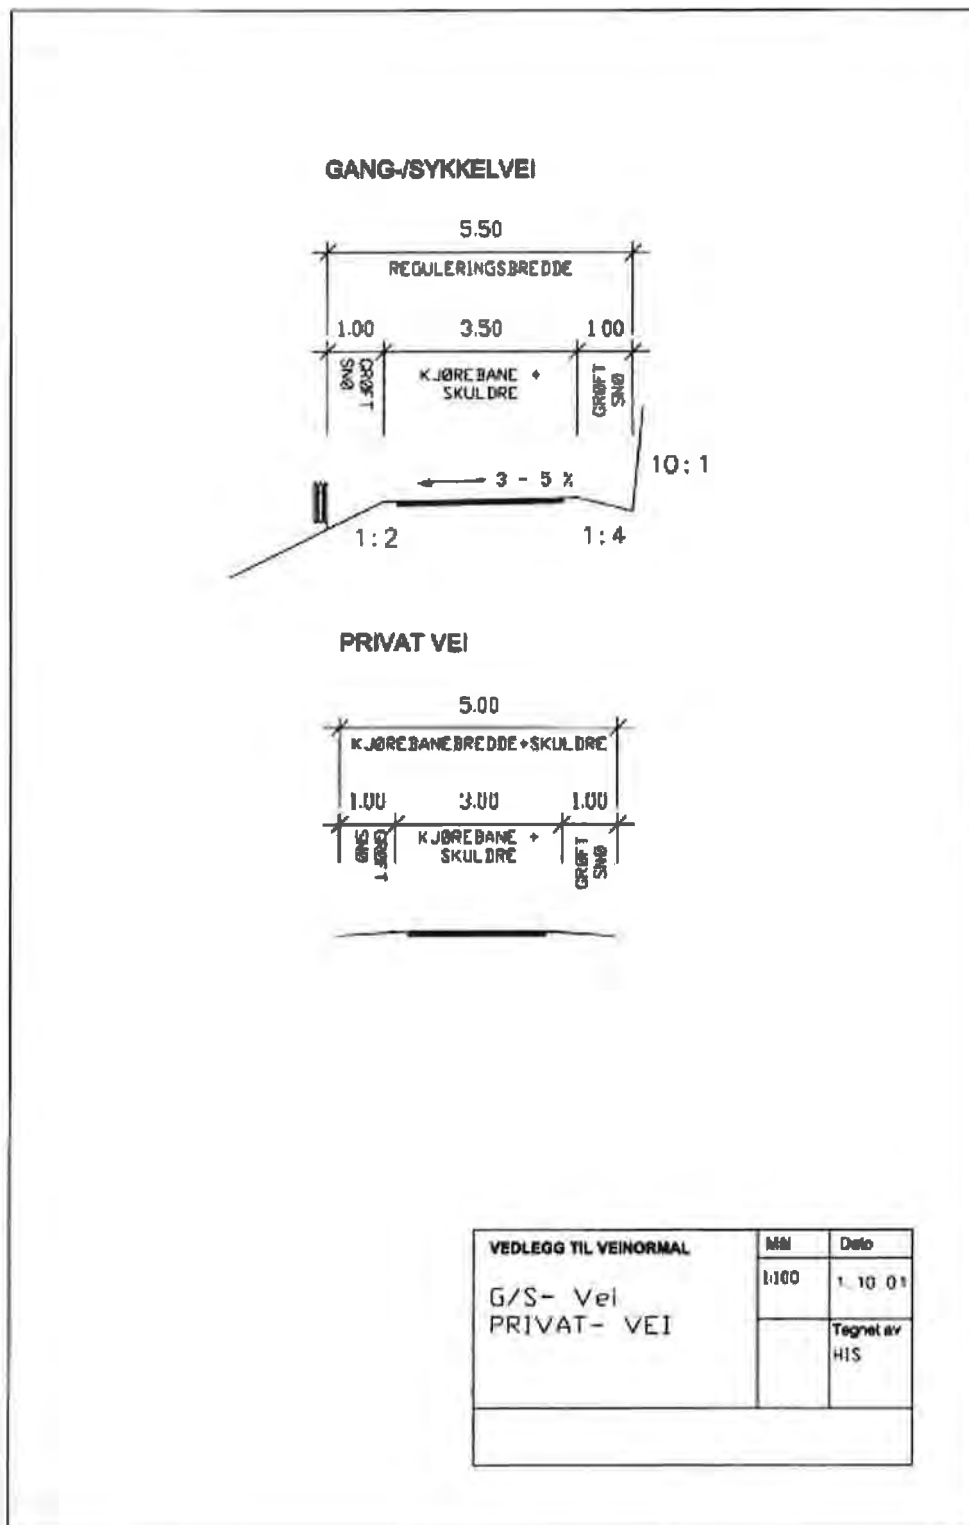 GANG-/SYKKELVEI
5.50
REGULERINGSBREDDE
1.00 3.50 1.00
GRØFT
SNØ
KJØREBANE +
SKULDRE
GRØFT
SNØ
10:1
3 - 5 %
1:2 1:4
PRIVAT VEI
5.00
KJØREBANEBREDDE+SKULDRE
1.00 3.00 1.00
GRØFT
SNØ
KJØREBANE +
SKULDRE
GRØFT
SNØ
VEDLEGG TIL VEINORMAL
Mål Dato
1:100 1.10 01
G/S- Vei
PRIVAT- VEI
Tegnet av
HIS